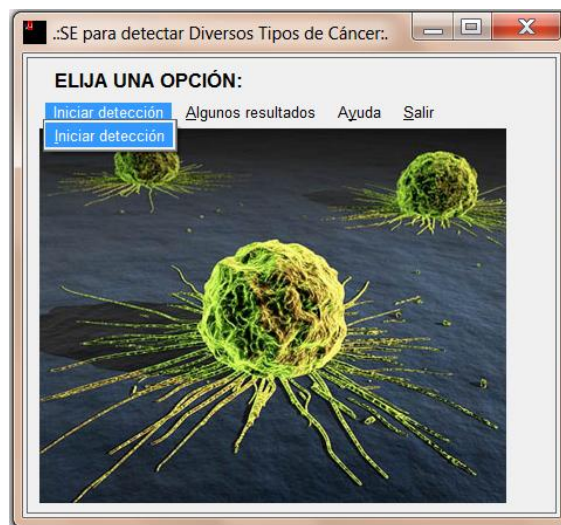 .:SE para detectar Diversos Tipos de Cáncer:.
ELIJA UNA OPCIÓN:
Iniciar detección Algunos resultados Ayuda Salir
Iniciar detección